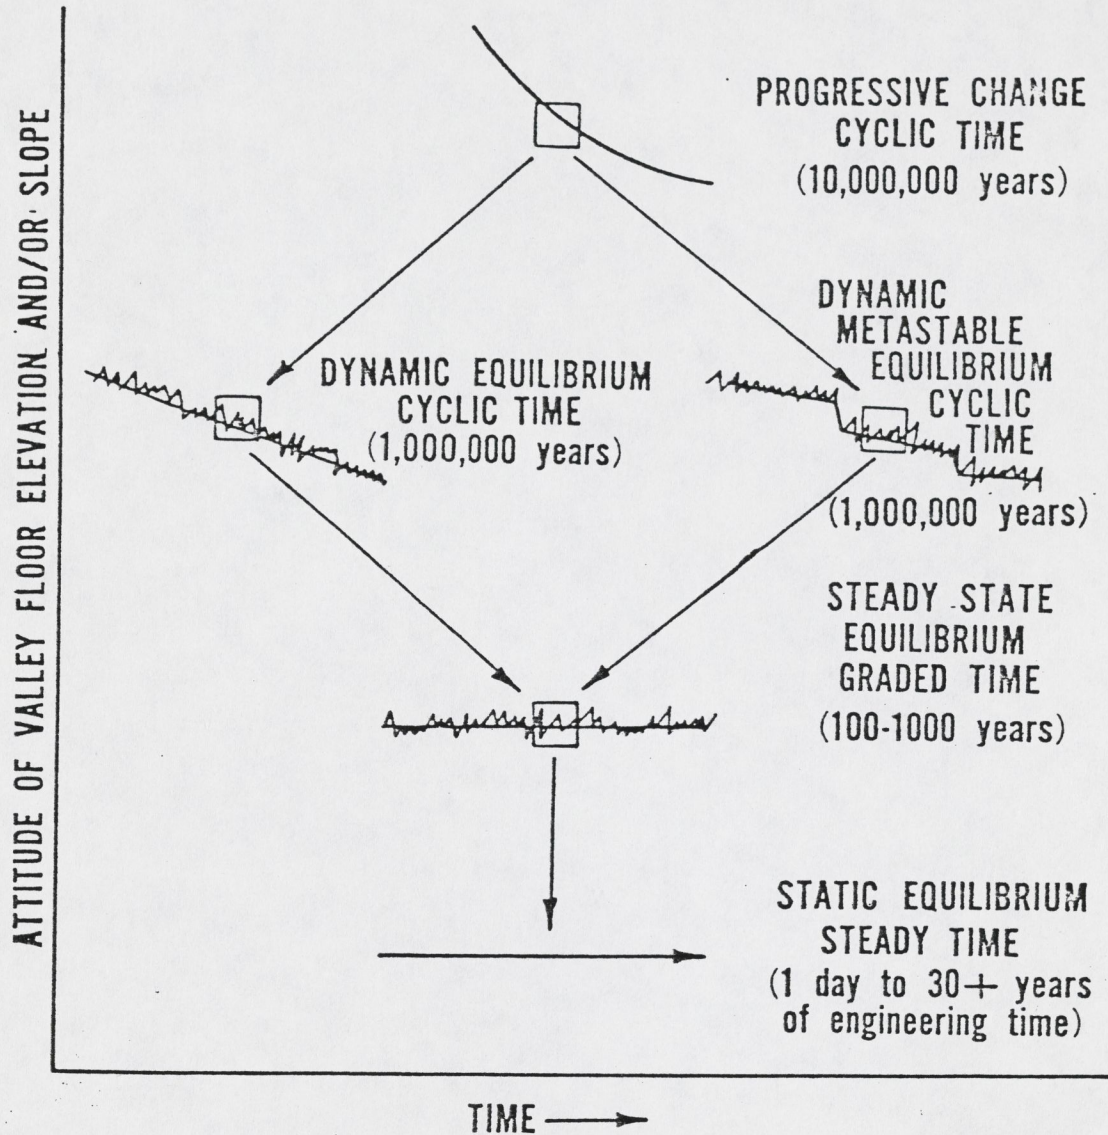 ATTITUDE OF VALLEY FLOOR ELEVATION AND/OR SLOPE
PROGRESSIVE CHANGE
CYCLIC TIME
(10,000,000 years)
DYNAMIC
METASTABLE
EQUILIBRIUM
CYCLIC
TIME
(1,000,000 years)
DYNAMIC EQUILIBRIUM
CYCLIC TIME
(1,000,000 years)
STEADY STATE
EQUILIBRIUM
GRADED TIME
(100-1000 years)
STATIC EQUILIBRIUM
STEADY TIME
(1 day to 30+ years
of engineering time)
TIME